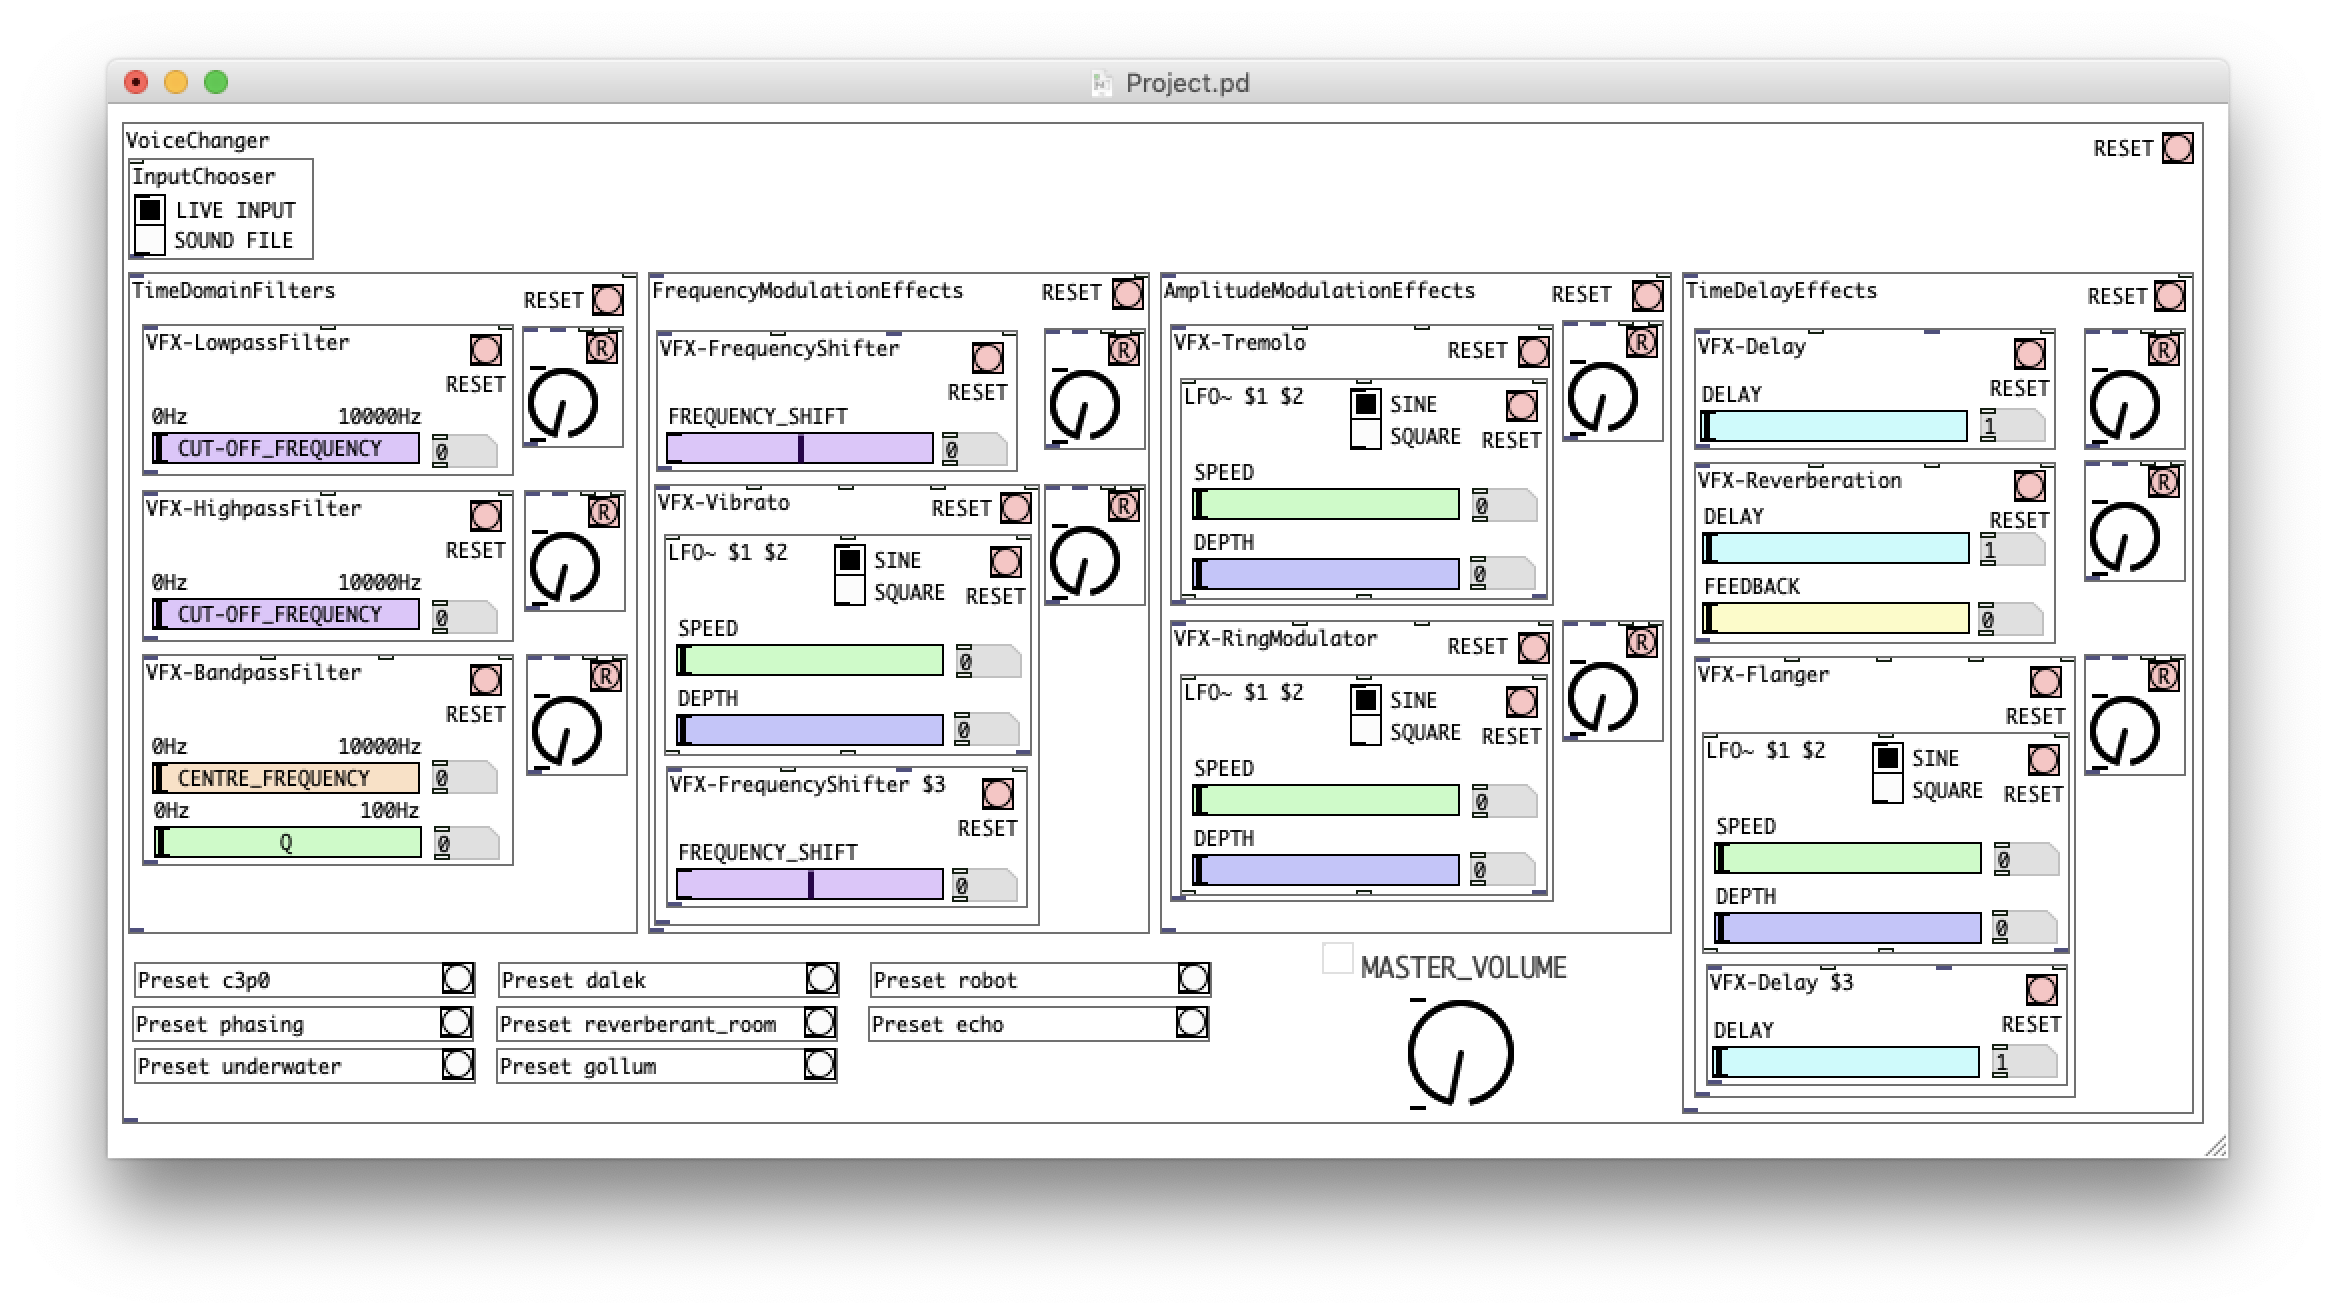 Project.pd
VoiceChanger
RESET
InputChooser
LIVE INPUT
SOUND FILE
TimeDomainFilters
RESET
VFX-LowpassFilter
R
RESET
0Hz 10000Hz
CUT-OFF_FREQUENCY 0
VFX-HighpassFilter
R
RESET
0Hz 10000Hz
CUT-OFF_FREQUENCY 0
VFX-BandpassFilter
R
RESET
0Hz 10000Hz
CENTRE_FREQUENCY 0
0Hz 100Hz
Q 0
FrequencyModulationEffects
RESET
VFX-FrequencyShifter
R
RESET
FREQUENCY_SHIFT
0
VFX-Vibrato
RESET
R
LFO~ $1 $2
SINE
SQUARE
RESET
SPEED
0
DEPTH
0
VFX-FrequencyShifter $3
RESET
FREQUENCY_SHIFT
0
AmplitudeModulationEffects
RESET
VFX-Tremolo
RESET
R
LFO~ $1 $2
SINE
SQUARE
RESET
SPEED
0
DEPTH
0
VFX-RingModulator
RESET
R
LFO~ $1 $2
SINE
SQUARE
RESET
SPEED
0
DEPTH
0
TimeDelayEffects
RESET
VFX-Delay
R
RESET
DELAY
1
VFX-Reverberation
R
RESET
DELAY
1
FEEDBACK
0
VFX-Flanger
R
RESET
LFO~ $1 $2
SINE
SQUARE
RESET
SPEED
0
DEPTH
0
VFX-Delay $3
RESET
DELAY
1
Preset c3p0
Preset dalek
Preset robot
Preset phasing
Preset reverberant_room
Preset echo
Preset underwater
Preset gollum
MASTER_VOLUME